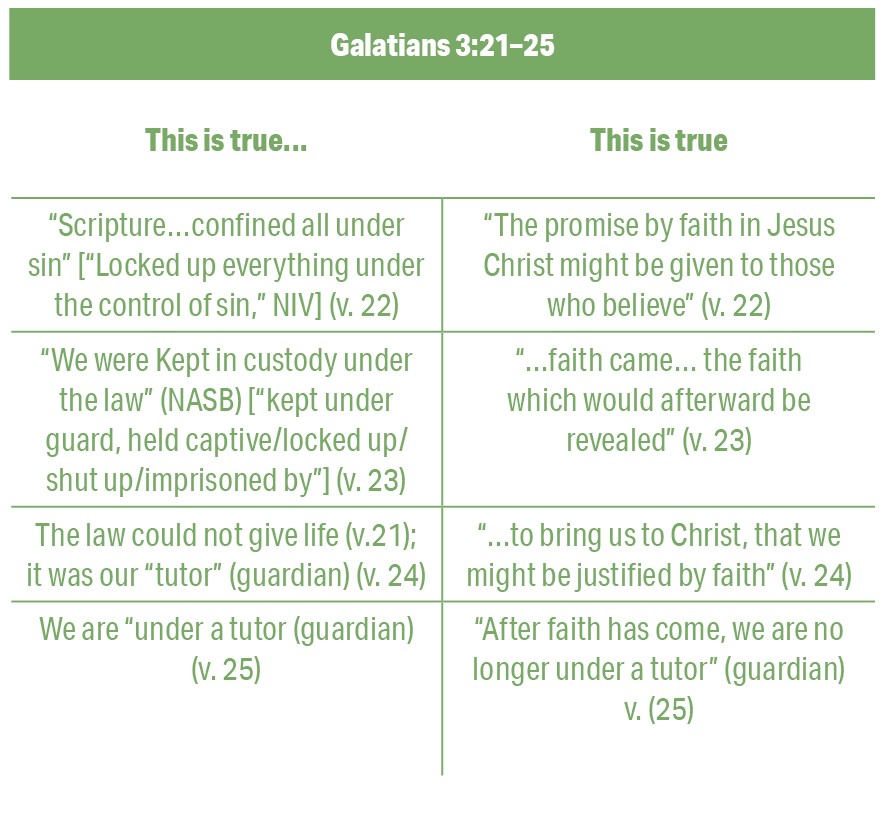 Galatians 3:21–25
This is true...
This is true
“Scripture...confined all under
sin” [“Locked up everything under
the control of sin,” NIV] (v. 22)
“The promise by faith in Jesus
Christ might be given to those
who believe” (v. 22)
“We were Kept in custody under
the law” (NASB) [“kept under
guard, held captive/locked up/
shut up/imprisoned by”] (v. 23)
“...faith came... the faith
which would afterward be
revealed” (v. 23)
The law could not give life (v.21);
it was our “tutor” (guardian) (v. 24)
“...to bring us to Christ, that we
might be justified by faith” (v. 24)
We are “under a tutor (guardian)
(v. 25)
“After faith has come, we are no
longer under a tutor” (guardian)
v. (25)